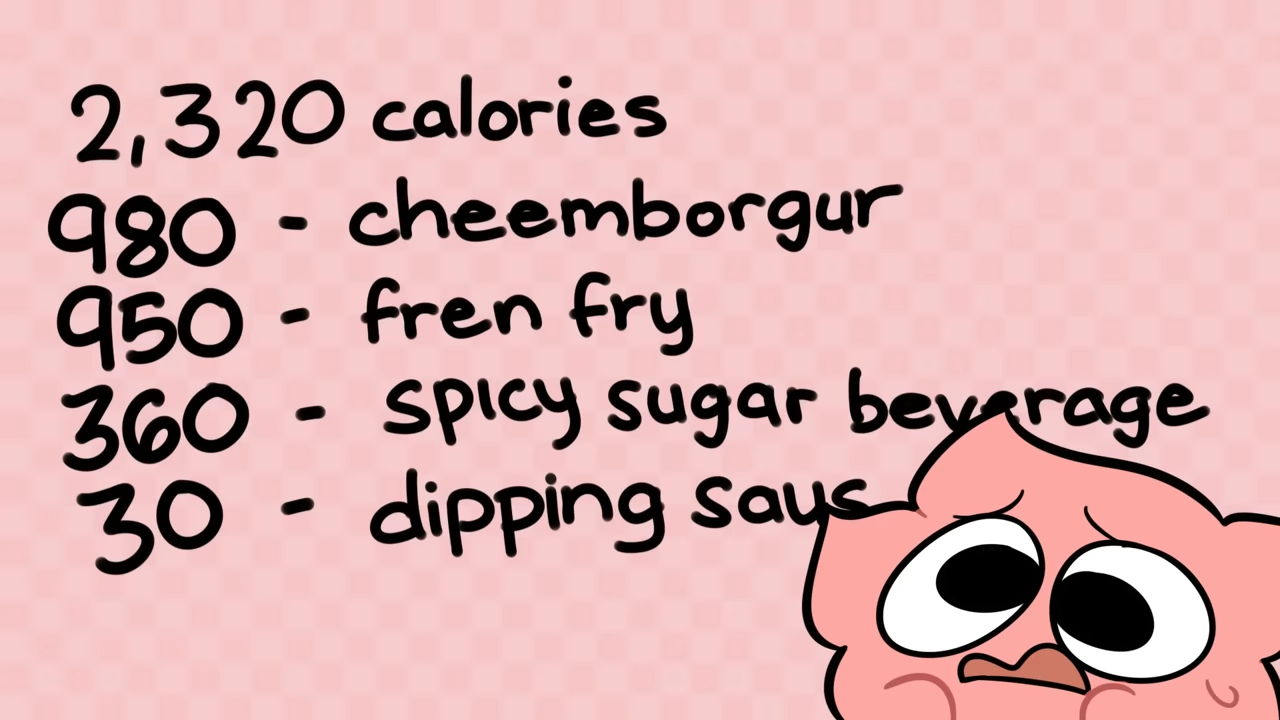 2,320 calories
980 - cheemborgur
950 - fren fry
360 - spicy sugar beverage
30 - dipping saus